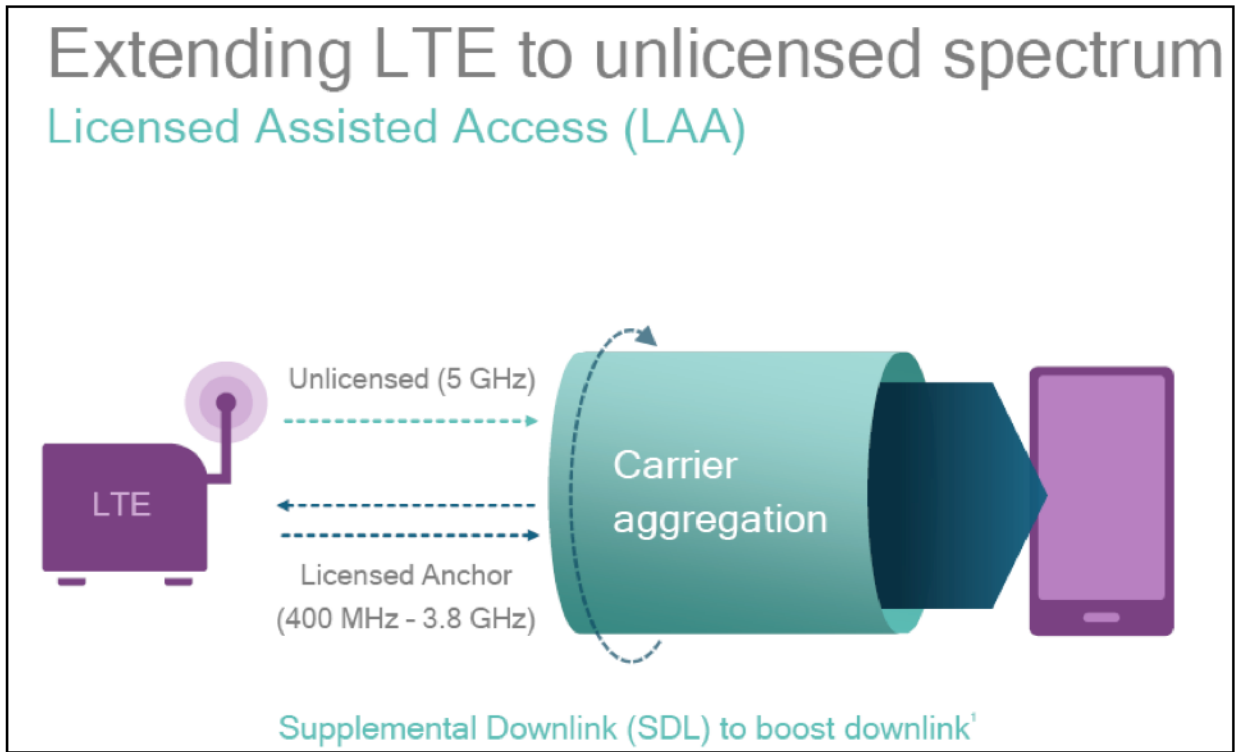 Extending LTE to unlicensed spectrum
Licensed Assisted Access (LAA)
Unlicensed (5 GHz)
LTE
Carrier
aggregation
Licensed Anchor
(400 MHz - 3.8 GHz)
Supplemental Downlink (SDL) to boost downlink¹